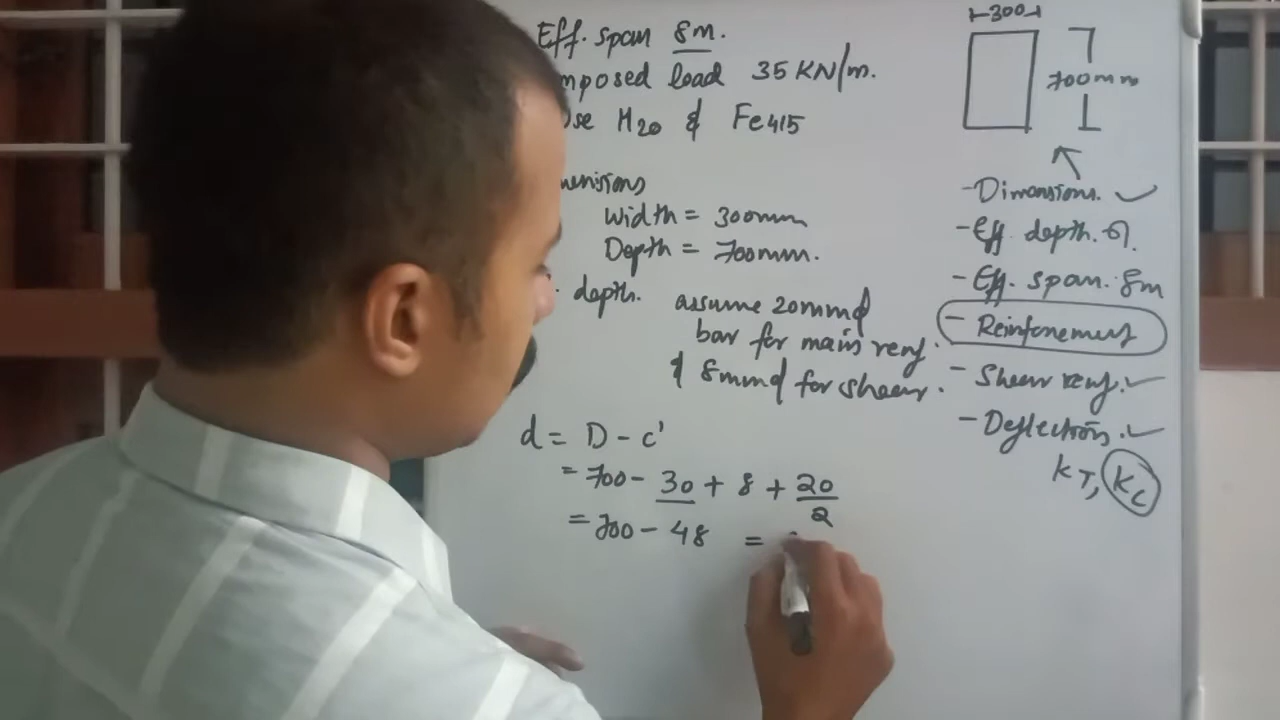 Eff. span 8m.
mposed load 35 KN/m.
se M20 & Fe415
mensions
Width = 300mm
Depth = 700mm.
depth. assume 20mmϕ
bar for main renf.
& 8mmϕ for shear.
d = D - c'
= 700 - 30 + 8 + 20/2
= 700 - 48 =
300
700mm
- Dimensions. ✓
- Eff. depth.
- Eff. span. 8m
- Reinforcement
- Shear renf. ✓
- Deflection. ✓
KT, KC